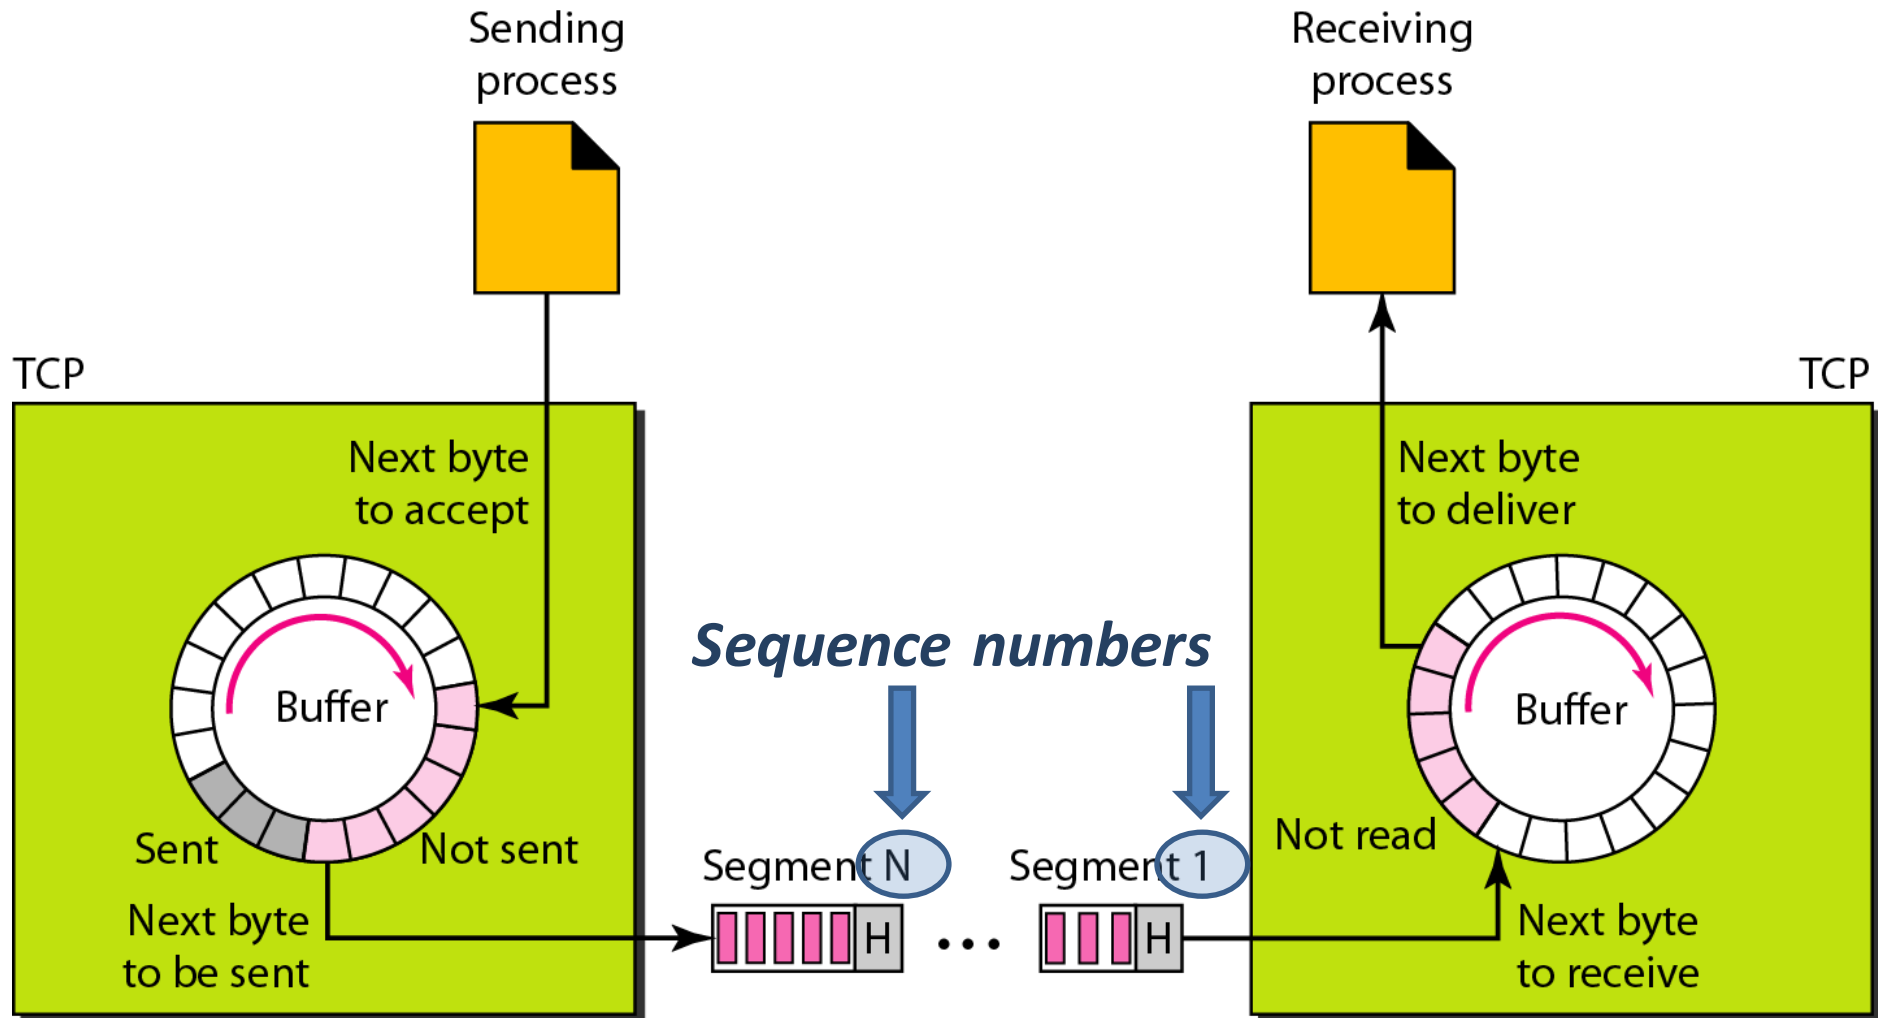 Sending
process
Receiving
process
TCP
TCP
Next byte
to accept
Next byte
to deliver
Sequence numbers
Buffer
Buffer
Sent
Not sent
Segment N
Segment 1
Not read
Next byte
to be sent
H
...
H
Next byte
to receive